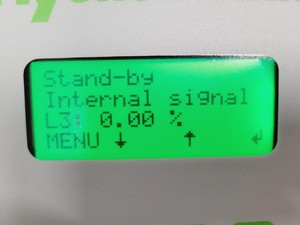 Stand-by
Internal signal
L3: 0.00 %
MENU ↓ ↑ ↵